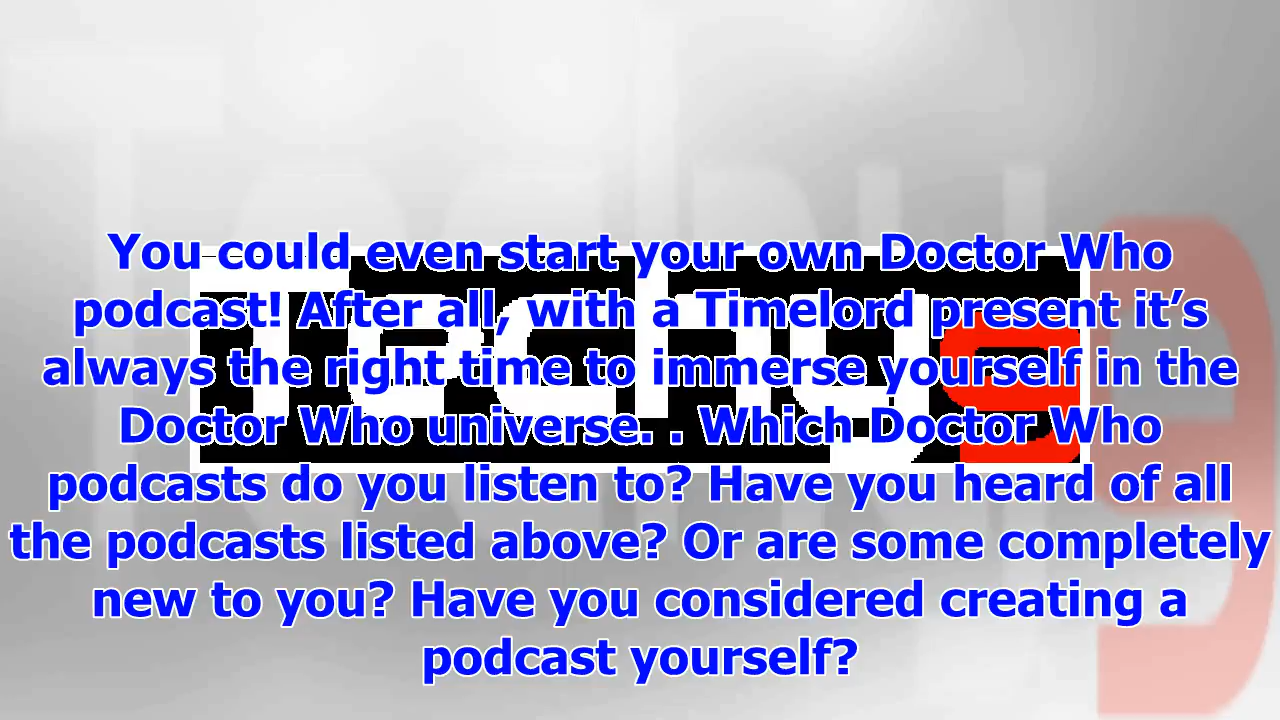 You could even start your own Doctor Who
podcast! After all, with a Timelord present it’s
always the right time to immerse yourself in the
Doctor Who universe. . Which Doctor Who
podcasts do you listen to? Have you heard of all
the podcasts listed above? Or are some completely
new to you? Have you considered creating a
podcast yourself?
Techy9